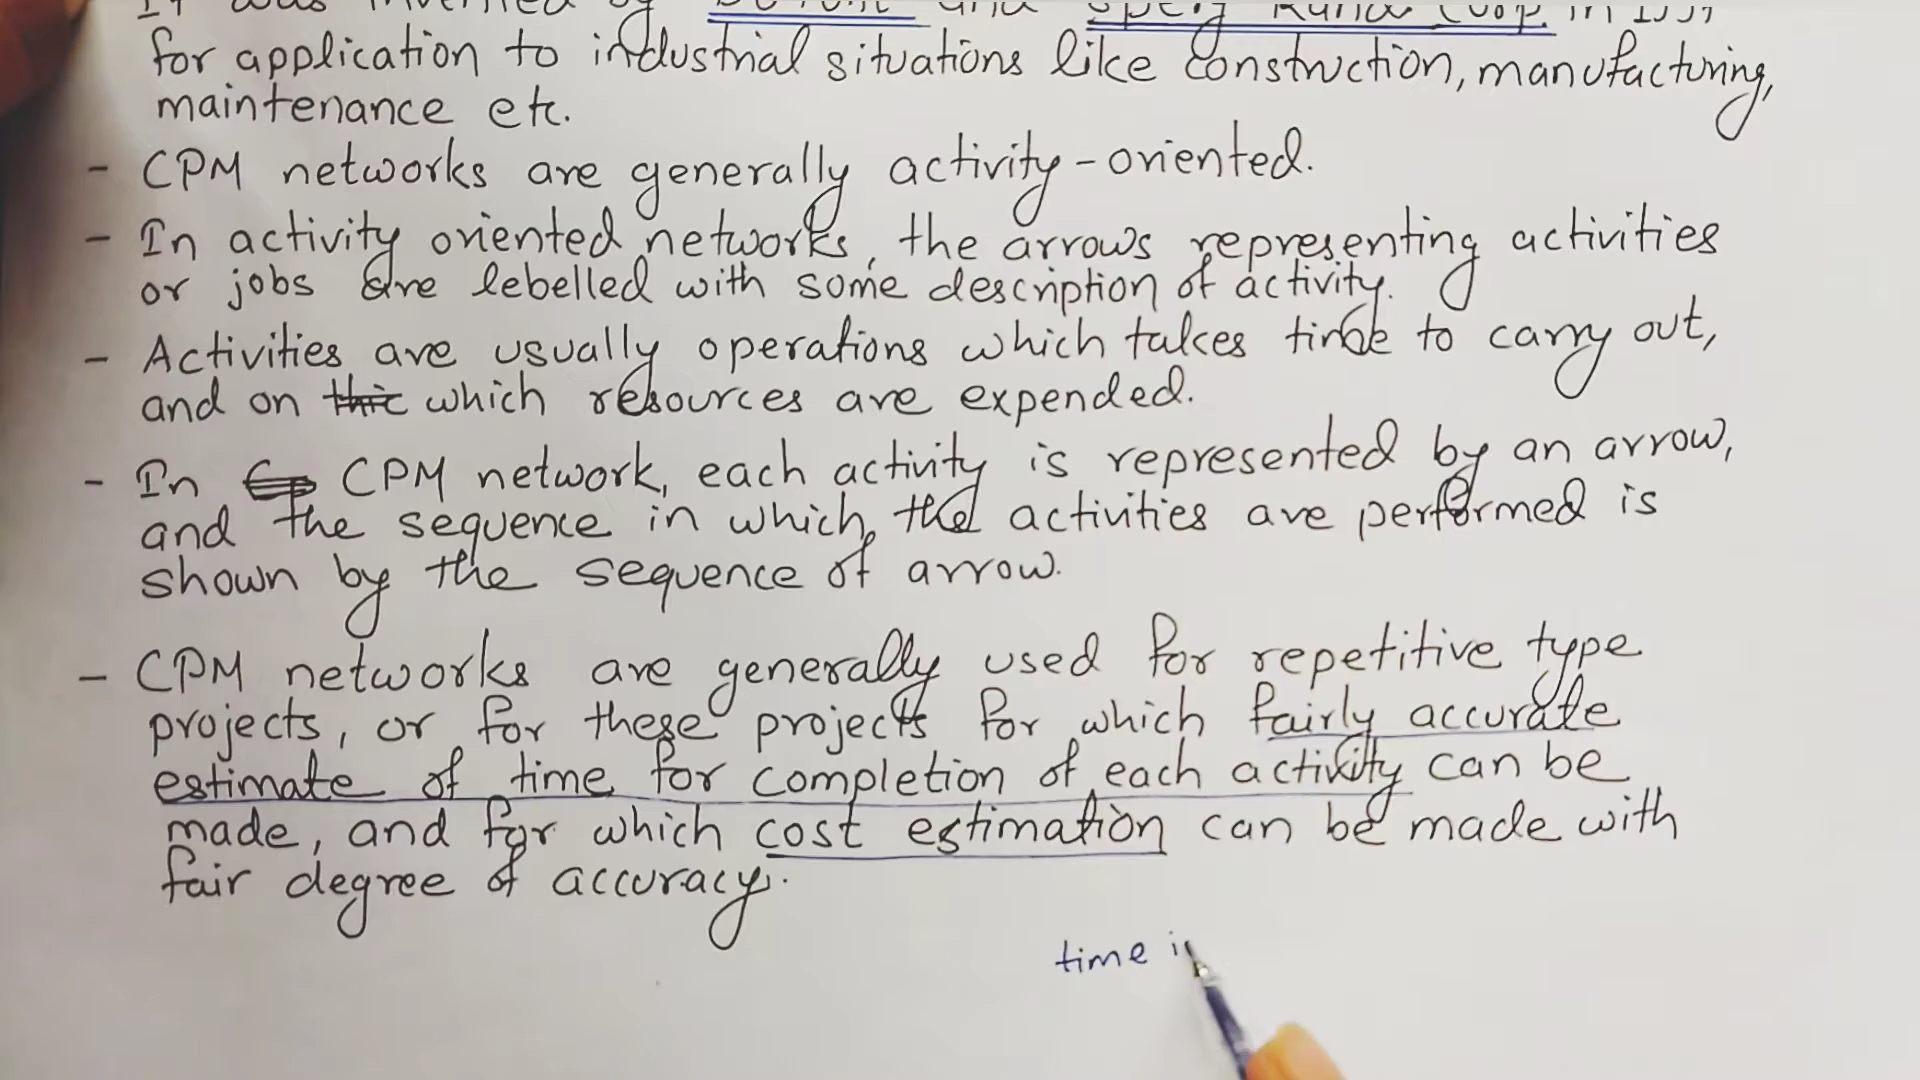 for application to industrial situations like construction, manufacturing,
maintenance etc.
- CPM networks are generally activity-oriented.
- In activity oriented networks, the arrows representing activities
or jobs are lebelled with some description of activity.
- Activities are usually operations which takes time to carry out,
and on this which resources are expended.
- In CPM network, each activity is represented by an arrow,
and the sequence in which the activities are performed is
shown by the sequence of arrow.
- CPM networks are generally used for repetitive type
projects, or for these projects for which fairly accurate
estimate of time for completion of each activity can be
made, and for which cost estimation can be made with
fair degree of accuracy.
time i